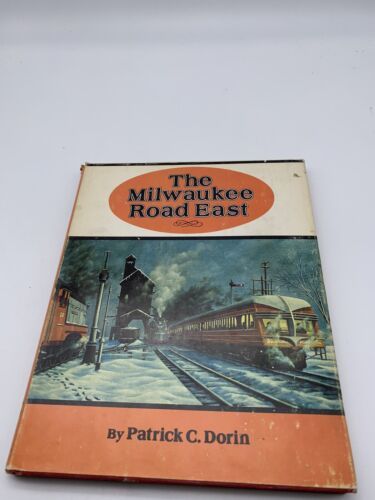 The
Milwaukee
Road East
By Patrick C. Dorin